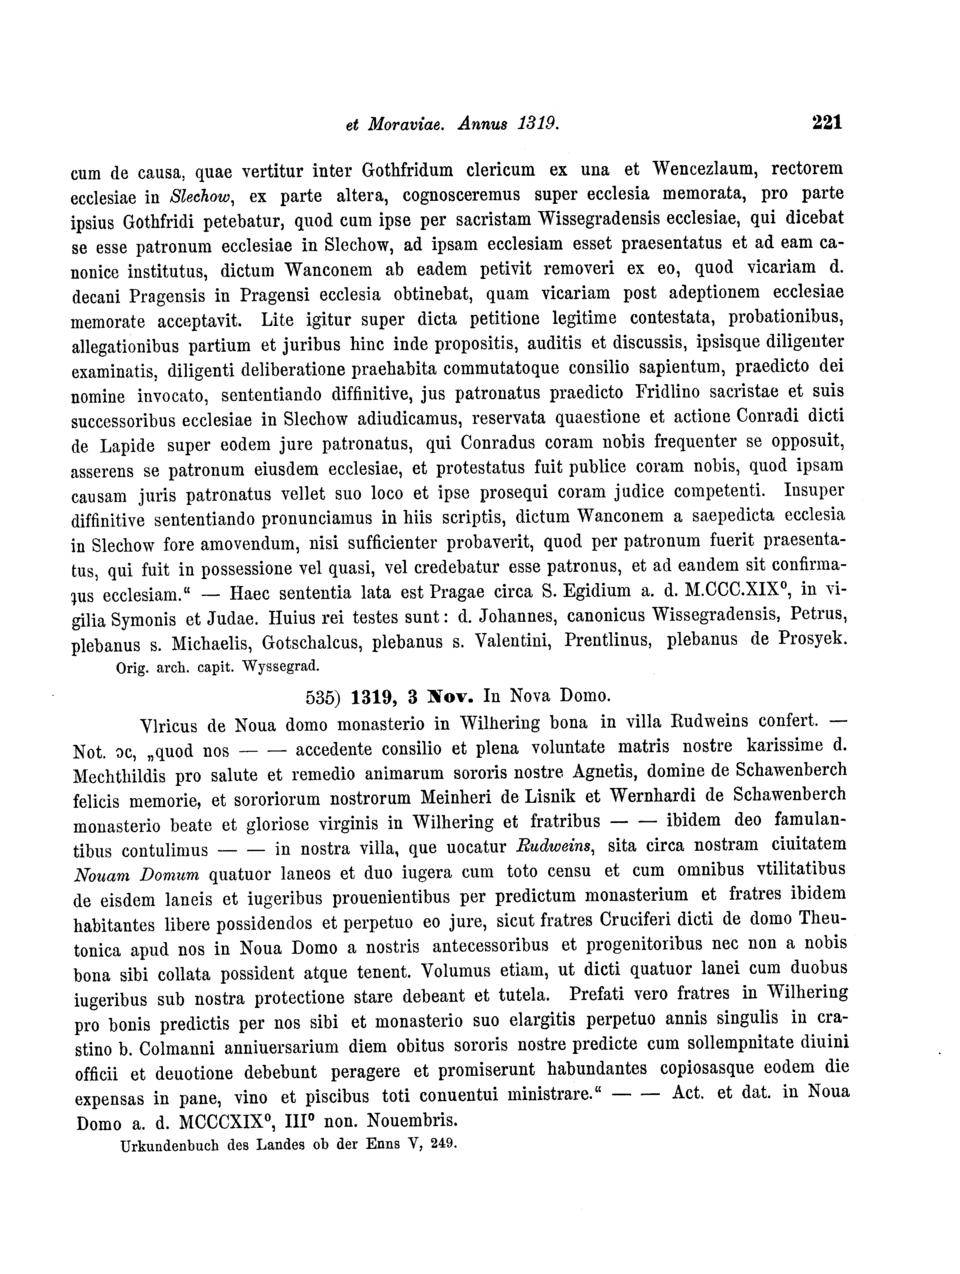 et Moraviae. Annus 1319. 221
cum de causa, quae vertitur inter Gothfridum clericum ex una et Wencezlaum, rectorem
ecclesiae in Slechow, ex parte altera, cognosceremus super ecclesia memorata, pro parte
ipsius Gothfridi petebatur, quod cum ipse per sacristam Wissegradensis ecclesiae, qui dicebat
se esse patronum ecclesiae in Slechow, ad ipsam ecclesiam esset praesentatus et ad eam ca-
nonice institutus, dictum Wanconem ab eadem petivit removeri ex eo, quod vicariam d.
decani Pragensis in Pragensi ecclesia obtinebat, quam vicariam post adeptionem ecclesiae
memorate acceptavit. Lite igitur super dicta petitione legitime contestata, probationibus,
allegationibus partium et juribus hinc inde propositis, auditis et discussis, ipsisque diligenter
examinatis, diligenti deliberatione praehabita commutatoque consilio sapientum, praedicto dei
nomine invocato, sententiando diffinitive, jus patronatus praedicto Fridlino sacristae et suis
successoribus ecclesiae in Slechow adiudicamus, reservata quaestione et actione Conradi dicti
de Lapide super eodem jure patronatus, qui Conradus coram nobis frequenter se opposuit,
asserens se patronum eiusdem ecclesiae, et protestatus fuit publice coram nobis, quod ipsam
causam juris patronatus vellet suo loco et ipse prosequi coram judice competenti. Insuper
diffinitive sententiando pronunciamus in hiis scriptis, dictum Wanconem a saepedicta ecclesia
in Slechow fore amovendum, nisi sufficienter probaverit, quod per patronum fuerit praesenta-
tus, qui fuit in possessione vel quasi, vel credebatur esse patronus, et ad eandem sit confirma-
tus ecclesiam.“ — Haec sententia lata est Pragae circa S. Egidium a. d. M.CCC.XIX⁰, in vi-
gilia Symonis et Judae. Huius rei testes sunt: d. Johannes, canonicus Wissegradensis, Petrus,
plebanus s. Michaelis, Gotschalcus, plebanus s. Valentini, Prentlinus, plebanus de Prosyek.
Orig. arch. capit. Wyssegrad.
535) 1319, 3 Nov. In Nova Domo.
Vlricus de Noua domo monasterio in Wilhering bona in villa Rudweins confert. —
Not. ɔc, „quod nos — — accedente consilio et plena voluntate matris nostre karissime d.
Mechthildis pro salute et remedio animarum sororis nostre Agnetis, domine de Schawenberch
felicis memorie, et sororiorum nostrorum Meinheri de Lisnik et Wernhardi de Schawenberch
monasterio beate et gloriose virginis in Wilhering et fratribus — — ibidem deo famulan-
tibus contulimus — — in nostra villa, que uocatur Rudweins, sita circa nostram ciuitatem
Nouam Domum quatuor laneos et duo iugera cum toto censu et cum omnibus vtilitatibus
de eisdem laneis et iugeribus prouenientibus per predictum monasterium et fratres ibidem
habitantes libere possidendos et perpetuo eo jure, sicut fratres Cruciferi dicti de domo Theu-
tonica apud nos in Noua Domo a nostris antecessoribus et progenitoribus nec non a nobis
bona sibi collata possident atque tenent. Volumus etiam, ut dicti quatuor lanei cum duobus
iugeribus sub nostra protectione stare debeant et tutela. Prefati vero fratres in Wilhering
pro bonis predictis per nos sibi et monasterio suo elargitis perpetuo annis singulis in cra-
stino b. Colmanni anniuersarium diem obitus sororis nostre predicte cum sollempnitate diuini
officii et deuotione debebunt peragere et promiserunt habundantes copiosasque eodem die
expensas in pane, vino et piscibus toti conuentui ministrare.“ — — Act. et dat. in Noua
Domo a. d. MCCCXIX⁰, III⁰ non. Nouembris.
Urkundenbuch des Landes ob der Enns V, 249.